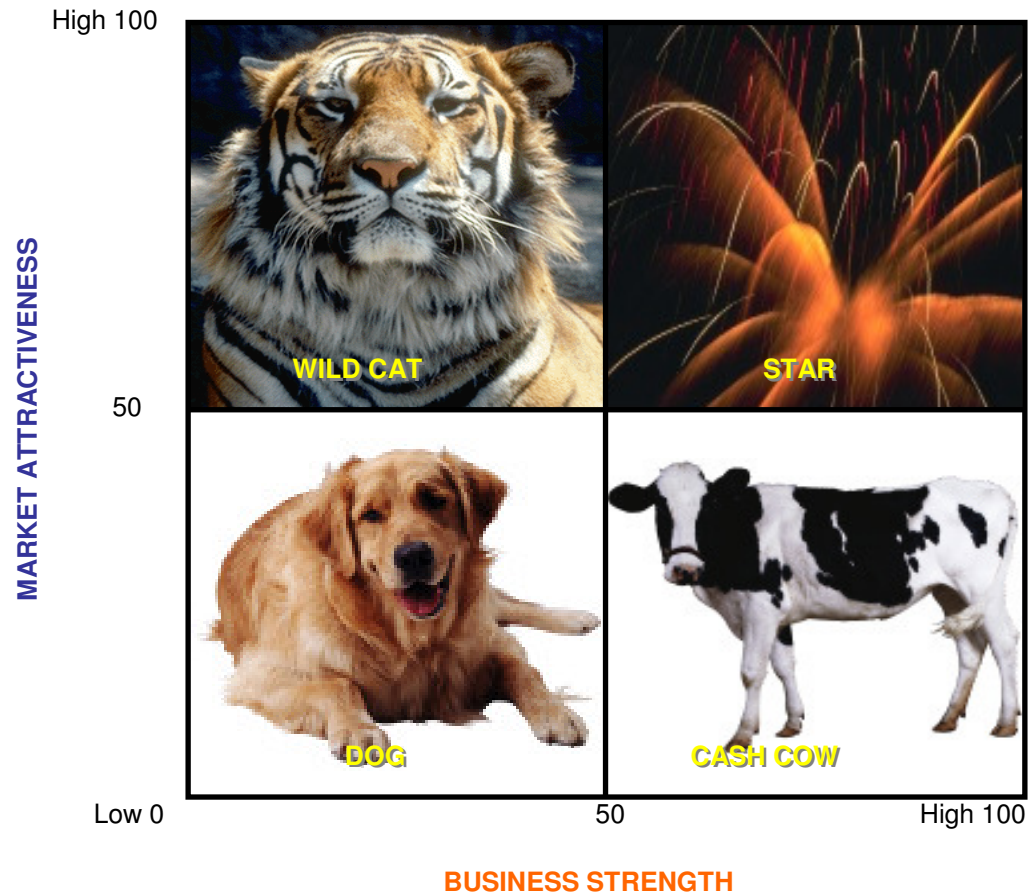 High 100
MARKET ATTRACTIVENESS
WILD CAT
STAR
50
DOG
CASH COW
Low 0
50
High 100
BUSINESS STRENGTH